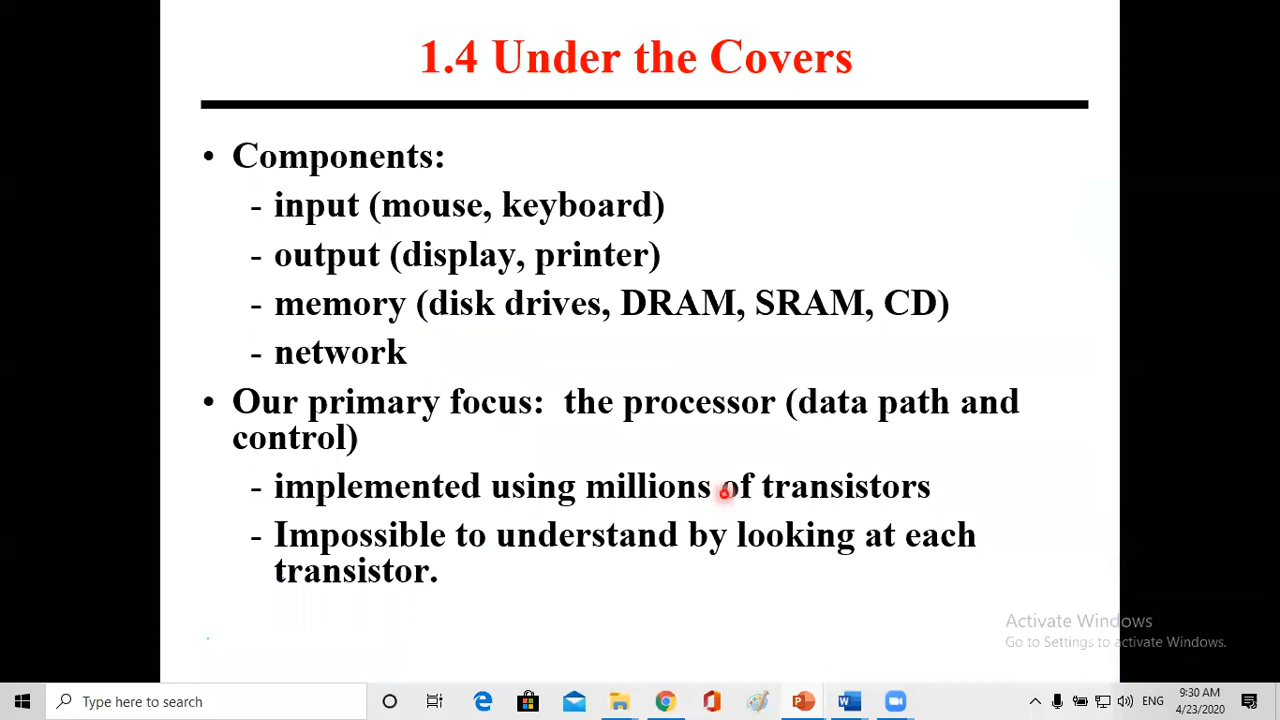 1.4 Under the Covers
• Components:
- input (mouse, keyboard)
- output (display, printer)
- memory (disk drives, DRAM, SRAM, CD)
- network
• Our primary focus:  the processor (data path and
control)
- implemented using millions of transistors
- Impossible to understand by looking at each
transistor.
Activate Windows
Go to Settings to activate Windows.
Type here to search
ENG
9:30 AM
4/23/2020